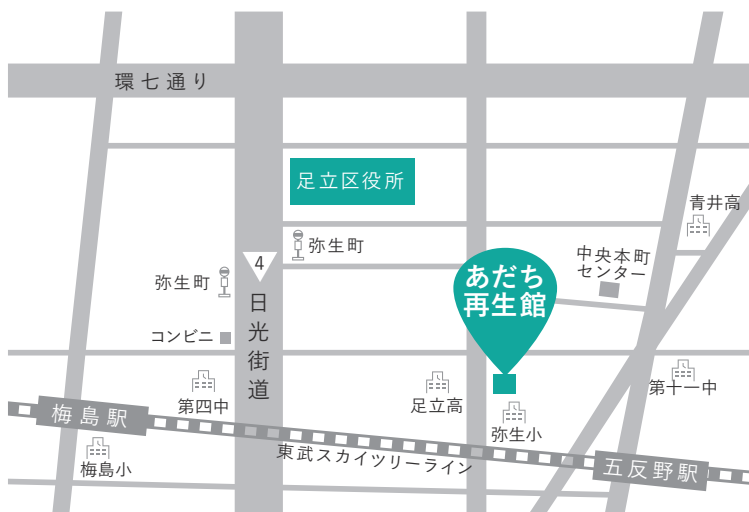 環七通り
足立区役所
青井高
弥生町
中央本町
センター
弥生町
4
あだち
再生館
日光街道
コンビニ
第四中
足立高
第十一中
弥生小
梅島駅
東武スカイツリーライン
五反野駅
梅島小